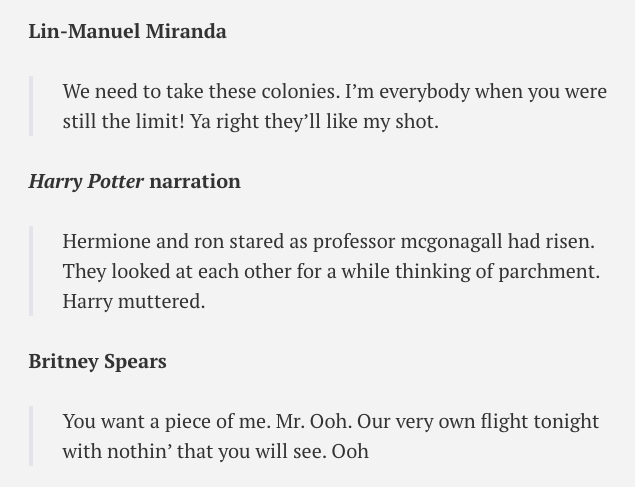 Lin-Manuel Miranda
We need to take these colonies. I’m everybody when you were
still the limit! Ya right they’ll like my shot.
Harry Potter narration
Hermione and ron stared as professor mcgonagall had risen.
They looked at each other for a while thinking of parchment.
Harry muttered.
Britney Spears
You want a piece of me. Mr. Ooh. Our very own flight tonight
with nothin’ that you will see. Ooh